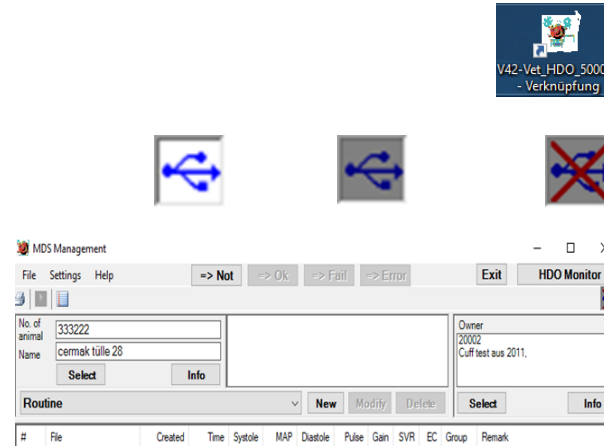 V42-Vet_HDO_500
- Verknüpfung
MDS Management
File Settings Help => Not => Ok => Fail => Error Exit HDO Monitor
No. of animal 333222
Name cermak tülle 28
Select Info
Owner
20002
Cuff test aus 2011,
Routine New Modify Delete Select Info
# File Created Time Systole MAP Diastole Pulse Gain SVR EC Group Remark